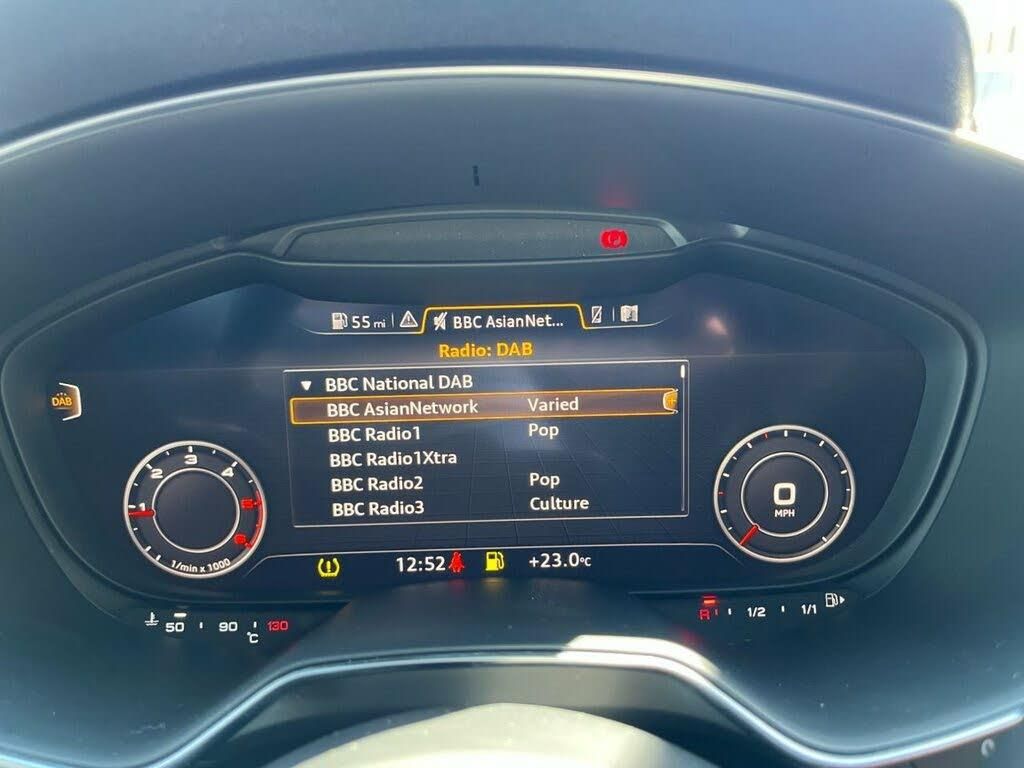 55 mi
BBC AsianNet...
Radio: DAB
BBC National DAB
DAB
BBC AsianNetwork Varied
BBC Radio1 Pop
BBC Radio1Xtra
BBC Radio2 Pop
BBC Radio3 Culture
1 2 3 4 5 6
1/min x 1000
0
MPH
12:52 +23.0°C
50 90 130
°C
R 1/2 1/1